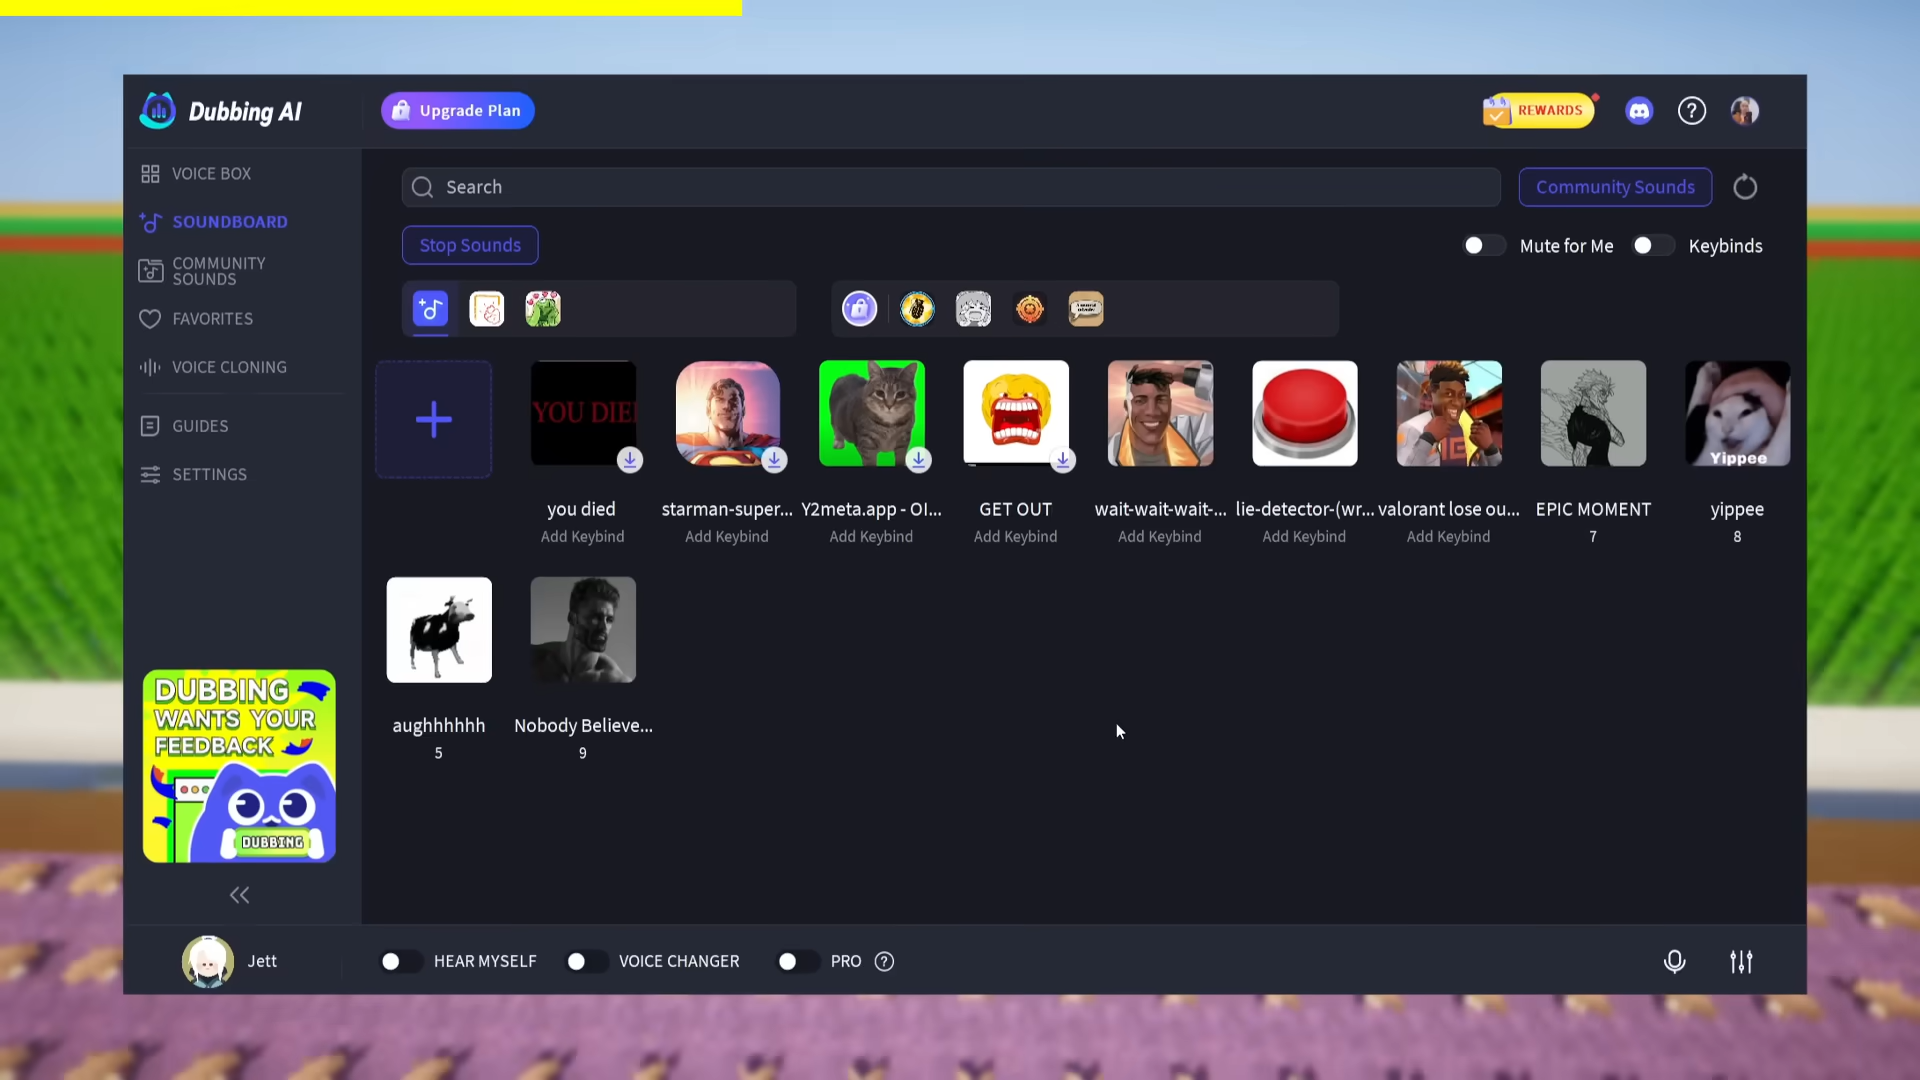 Dubbing AI
Upgrade Plan
REWARDS
VOICE BOX
SOUNDBOARD
COMMUNITY
SOUNDS
FAVORITES
VOICE CLONING
GUIDES
SETTINGS
DUBBING
WANTS YOUR
FEEDBACK
DUBBING
Search
Community Sounds
Stop Sounds
Mute for Me
Keybinds
YOU DIE
Yippee
you died
starman-super...
Y2meta.app - OI...
GET OUT
wait-wait-wait-...
lie-detector-(wr...
valorant lose ou...
EPIC MOMENT
yippee
Add Keybind
Add Keybind
Add Keybind
Add Keybind
Add Keybind
Add Keybind
Add Keybind
7
8
aughhhhhh
Nobody Believe...
5
9
Jett
HEAR MYSELF
VOICE CHANGER
PRO